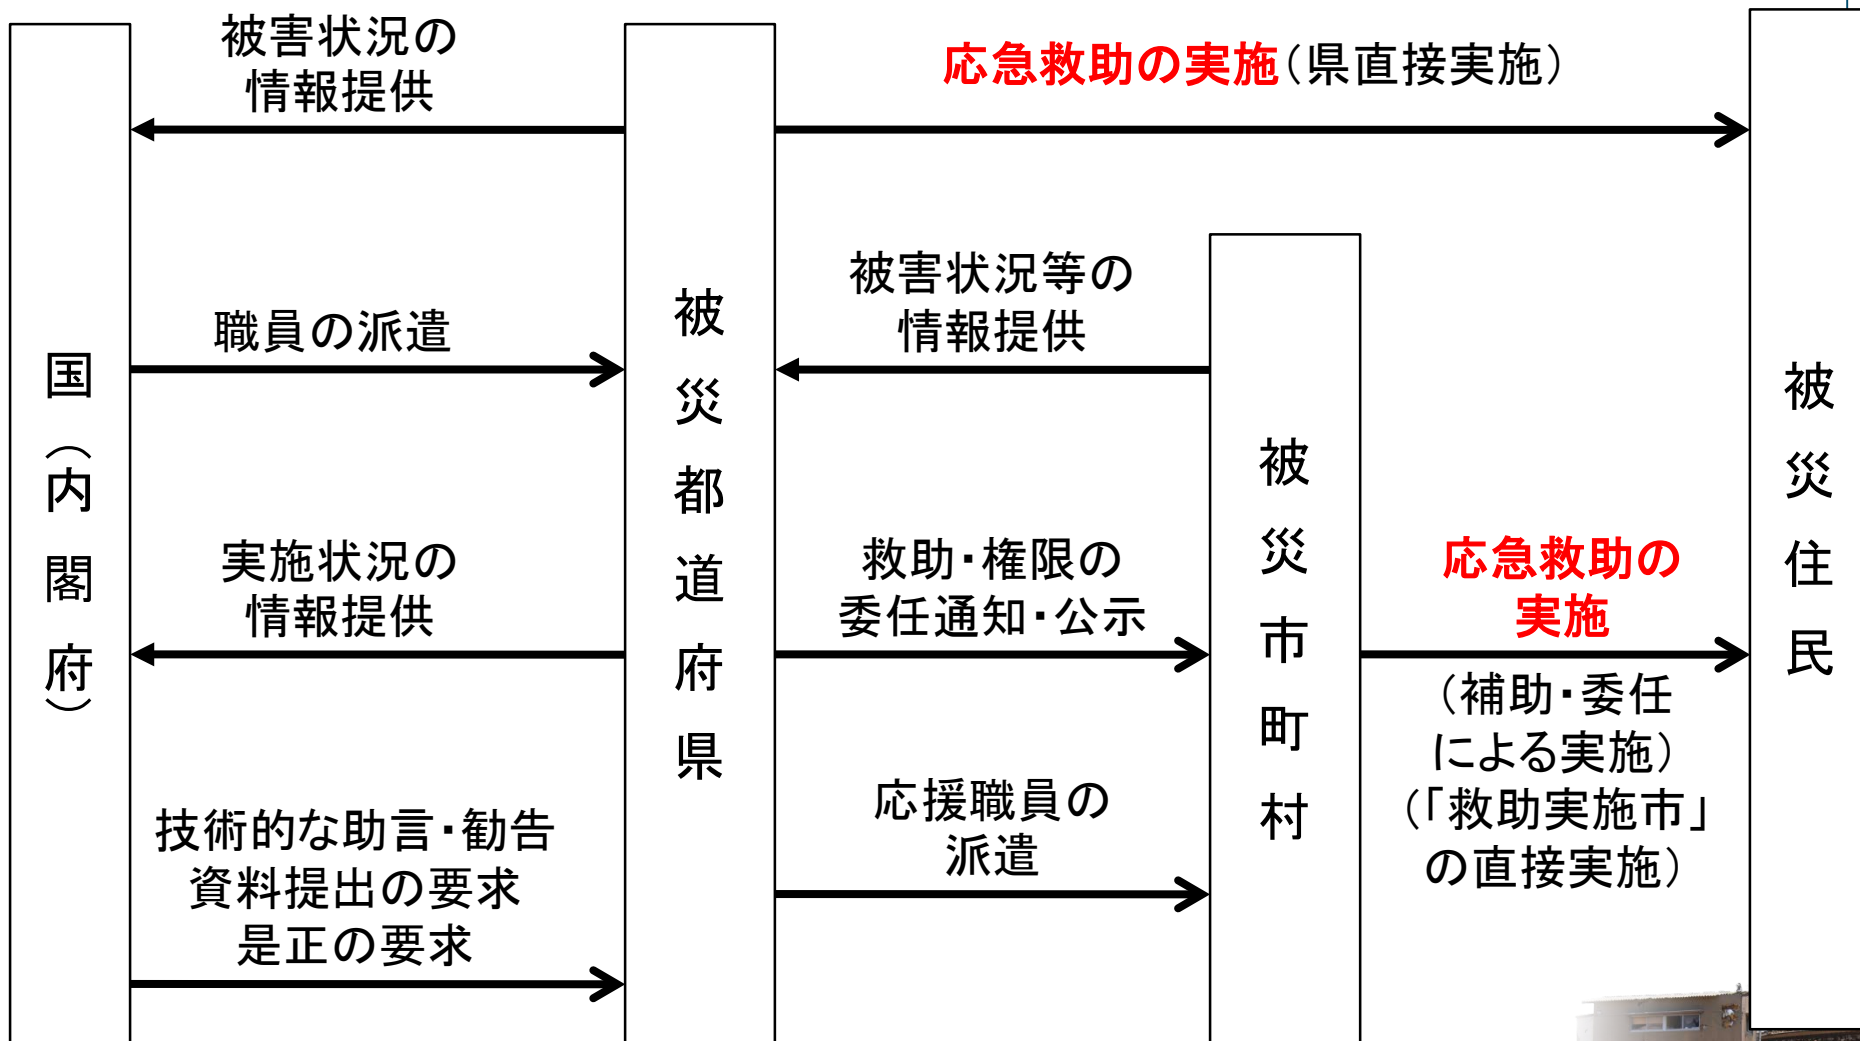 被害状況の
情報提供
応急救助の実施（県直接実施）
国（内閣府）
職員の派遣
被災都道府県
被害状況等の
情報提供
被災市町村
被災住民
実施状況の
情報提供
救助・権限の
委任通知・公示
応急救助の
実施
（補助・委任
による実施）
（「救助実施市」
の直接実施）
技術的な助言・勧告
資料提出の要求
是正の要求
応援職員の
派遣